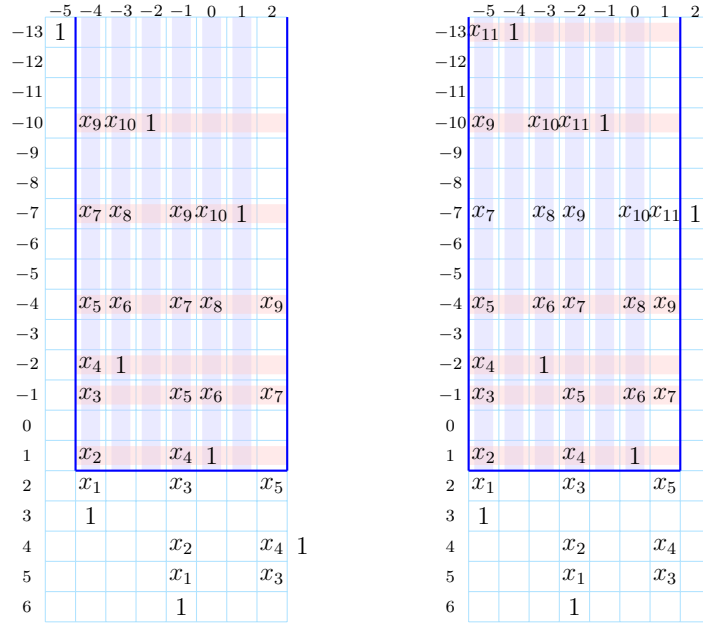 −5 −4 −3 −2 −1 0 1 2
−13 1
−12
−11
−10 x₉ x₁₀ 1
−9
−8
−7 x₇ x₈ x₉ x₁₀ 1
−6
−5
−4 x₅ x₆ x₇ x₈ x₉
−3
−2 x₄ 1
−1 x₃ x₅ x₆ x₇
0
1 x₂ x₄ 1
2 x₁ x₃ x₅
3 1
4 x₂ x₄ 1
5 x₁ x₃
6 1
−5 −4 −3 −2 −1 0 1 2
−13 x₁₁ 1
−12
−11
−10 x₉ x₁₀ x₁₁ 1
−9
−8
−7 x₇ x₈ x₉ x₁₀ x₁₁ 1
−6
−5
−4 x₅ x₆ x₇ x₈ x₉
−3
−2 x₄ 1
−1 x₃ x₅ x₆ x₇
0
1 x₂ x₄ 1
2 x₁ x₃ x₅
3 1
4 x₂ x₄
5 x₁ x₃
6 1